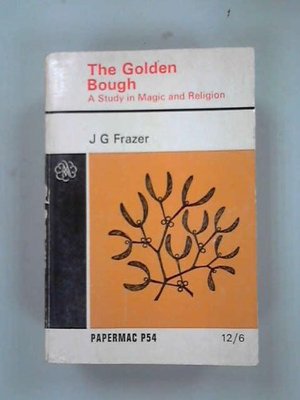 The Golden
Bough
A Study in Magic and Religion
J G Frazer
PAPERMAC P54
12/6